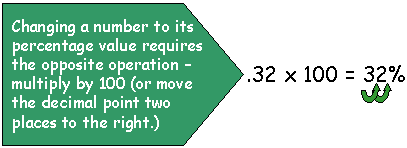 Changing a number to its
percentage value requires
the opposite operation –
multiply by 100 (or move
the decimal point two
places to the right.)
.32 x 100 = 32%